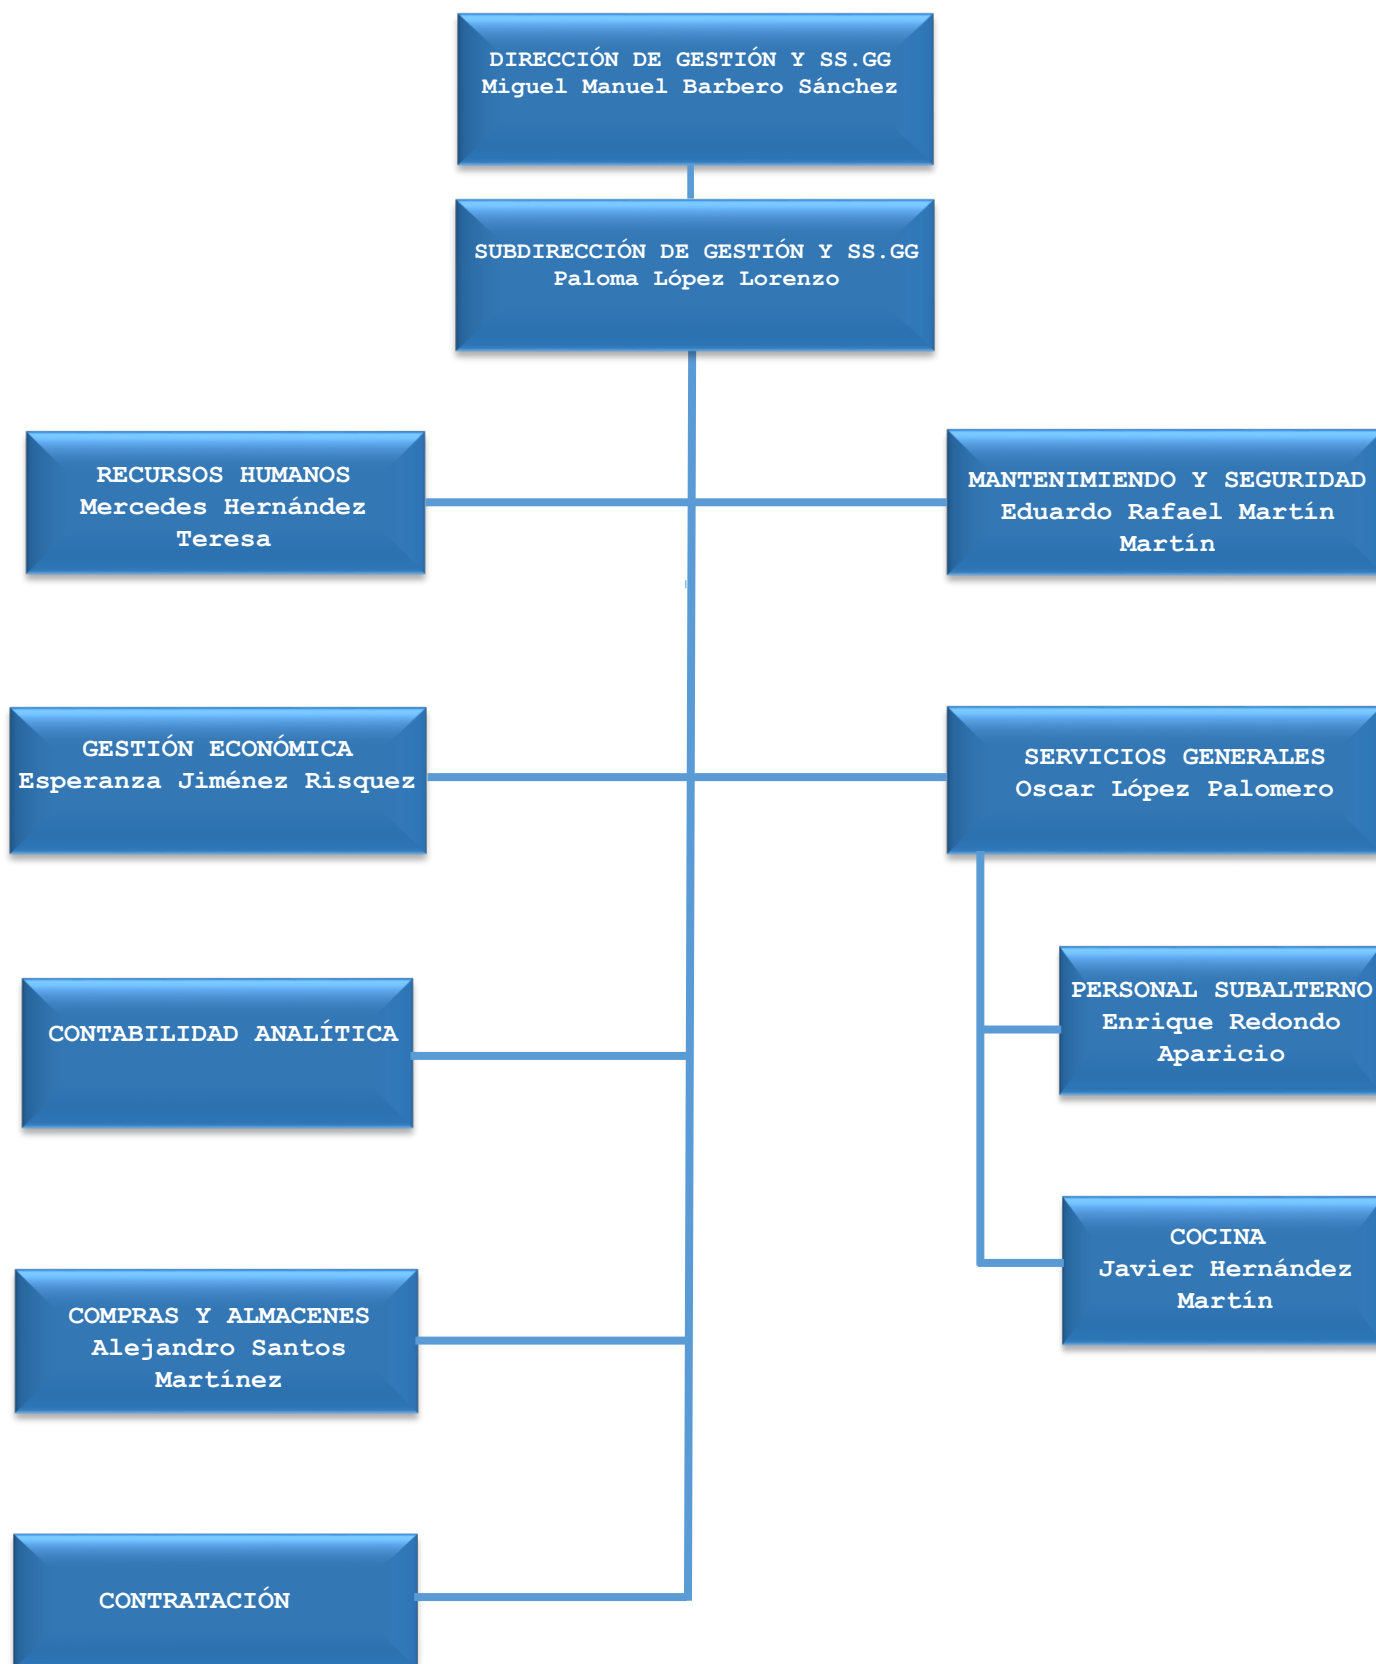 DIRECCIÓN DE GESTIÓN Y SS.GG
Miguel Manuel Barbero Sánchez
SUBDIRECCIÓN DE GESTIÓN Y SS.GG
Paloma López Lorenzo
RECURSOS HUMANOS
Mercedes Hernández
Teresa
MANTENIMIENDO Y SEGURIDAD
Eduardo Rafael Martín
Martín
GESTIÓN ECONÓMICA
Esperanza Jiménez Risquez
SERVICIOS GENERALES
Oscar López Palomero
CONTABILIDAD ANALÍTICA
PERSONAL SUBALTERNO
Enrique Redondo
Aparicio
COCINA
Javier Hernández
Martín
COMPRAS Y ALMACENES
Alejandro Santos
Martínez
CONTRATACIÓN